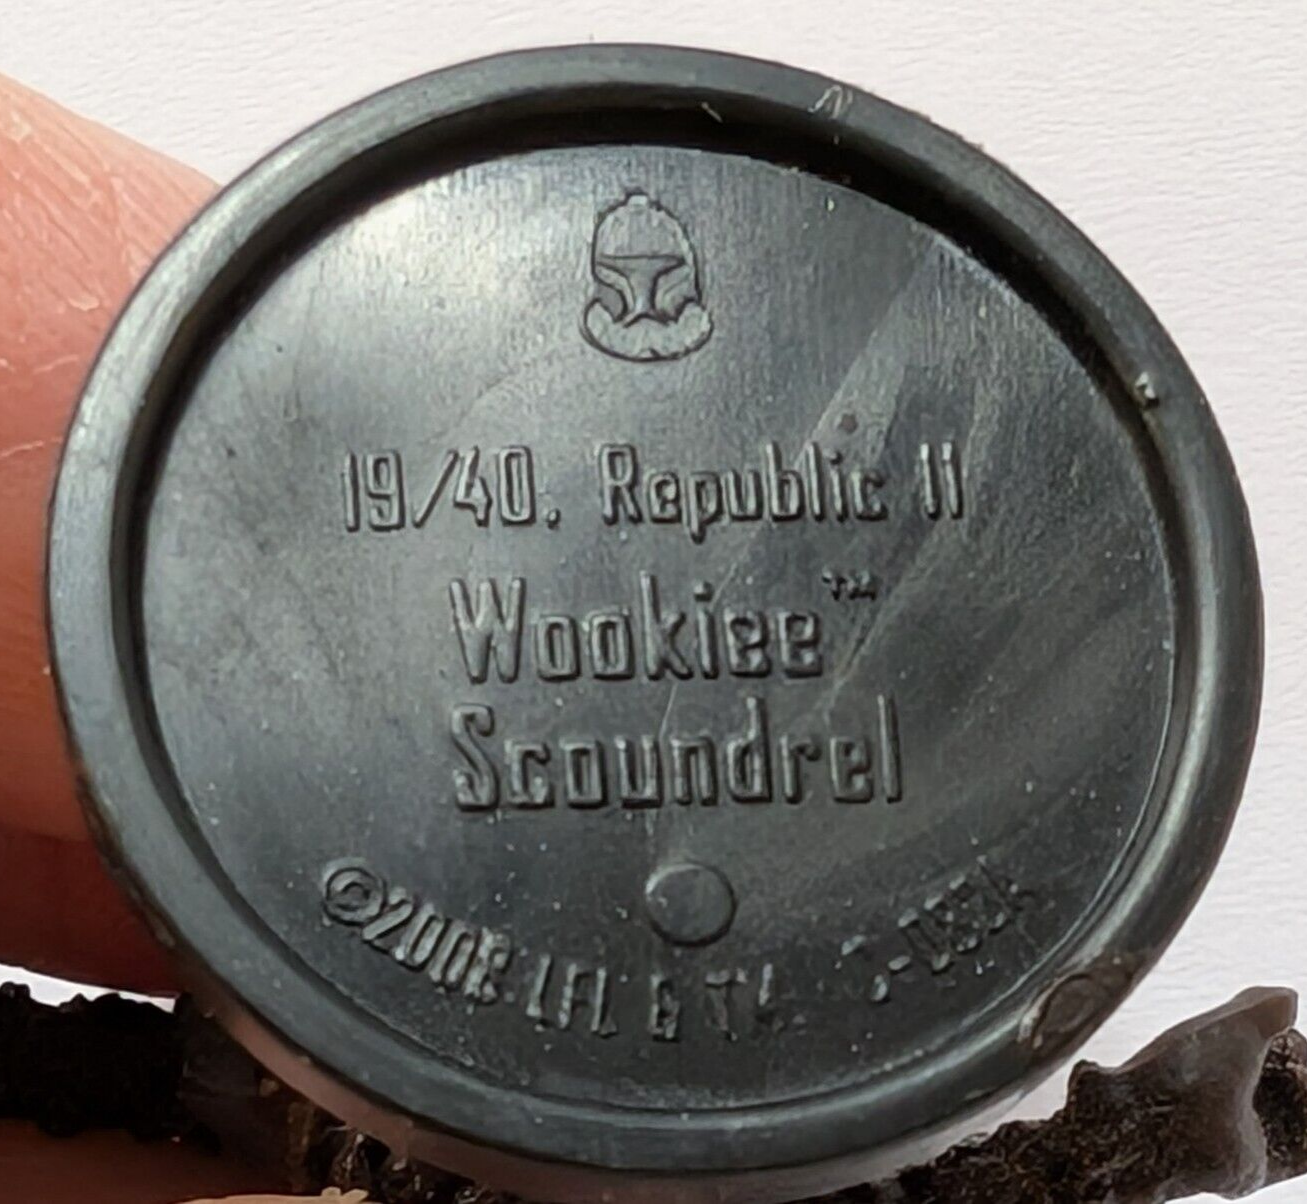 19/40. Republic II
Wookiee™
Scoundrel
©2008 LFL & TM.